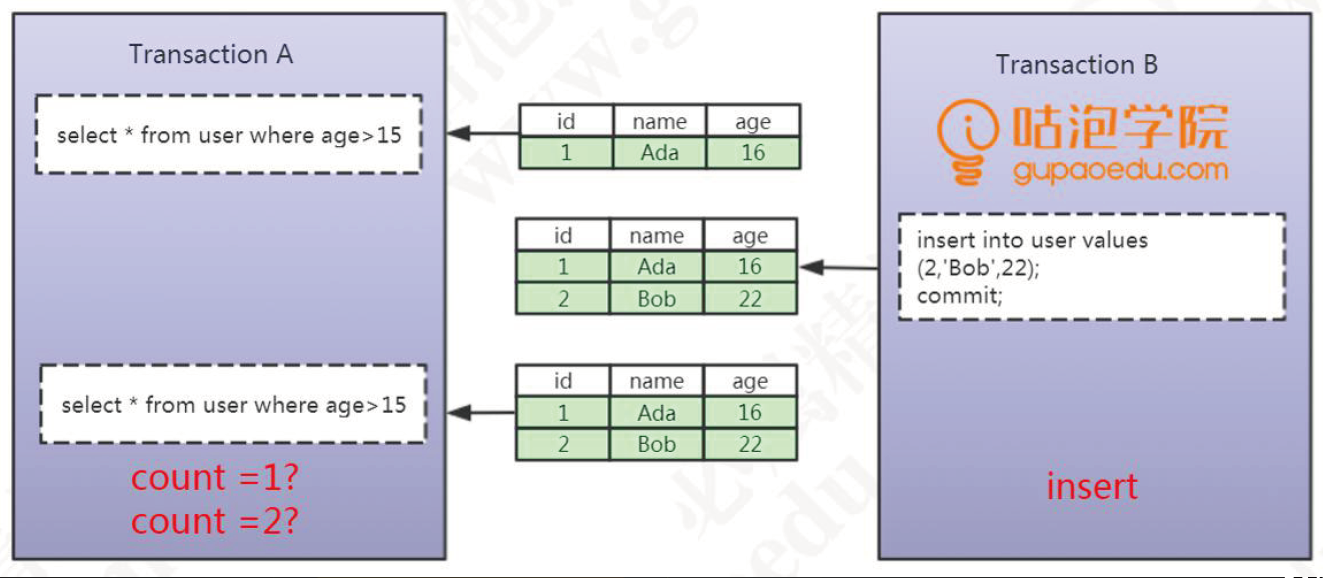 Transaction A
select * from user where age>15
id name age
1 Ada 16
Transaction B
咕泡学院
gupaoedu.com
id name age
1 Ada 16
2 Bob 22
insert into user values
(2,'Bob',22);
commit;
id name age
1 Ada 16
2 Bob 22
select * from user where age>15
count =1?
count =2?
insert